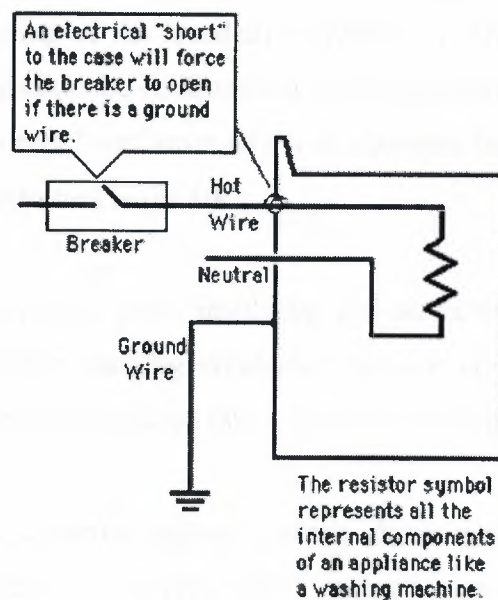 An electrical "short"
to the case will force
the breaker to open
if there is a ground
wire.
Hot
Wire
Breaker
Neutral
Ground
Wire
The resistor symbol
represents all the
internal components
of an appliance like
a washing machine.